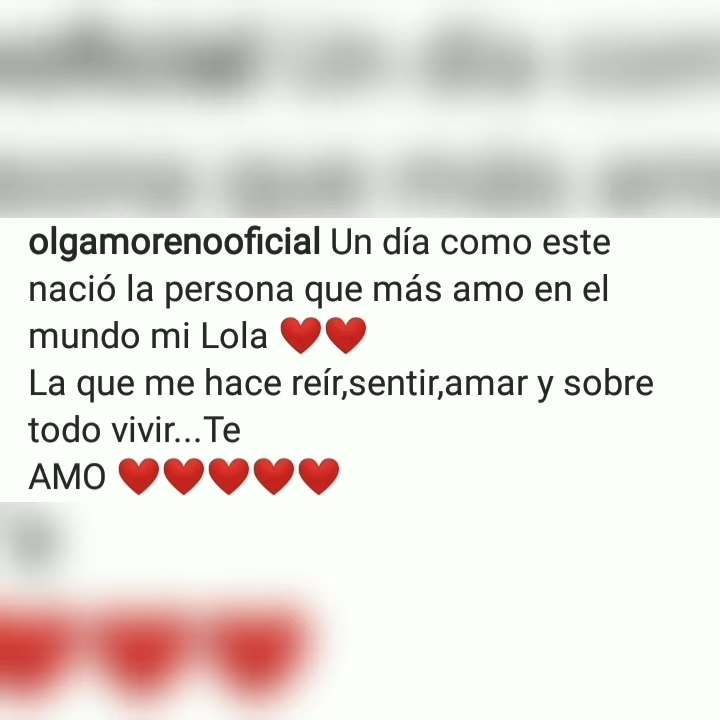 olgamorenooficial Un día como este
nació la persona que más amo en el
mundo mi Lola ❤️❤️
La que me hace reír,sentir,amar y sobre
todo vivir...Te
AMO ❤️❤️❤️❤️❤️